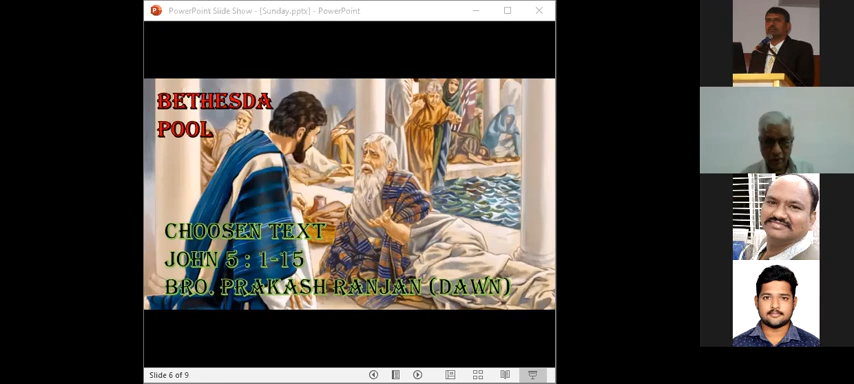 PowerPoint Slide Show - [Sunday.pptx] - PowerPoint
BETHESDA
POOL
CHOOSEN TEXT
JOHN 5 : 1-15
BRO. PRAKASH RANJAN (DAWN)
Slide 6 of 9